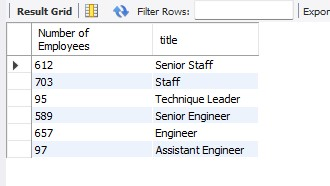 Result Grid Filter Rows: Expor
Number of
Employees title
612 Senior Staff
703 Staff
95 Technique Leader
589 Senior Engineer
657 Engineer
97 Assistant Engineer